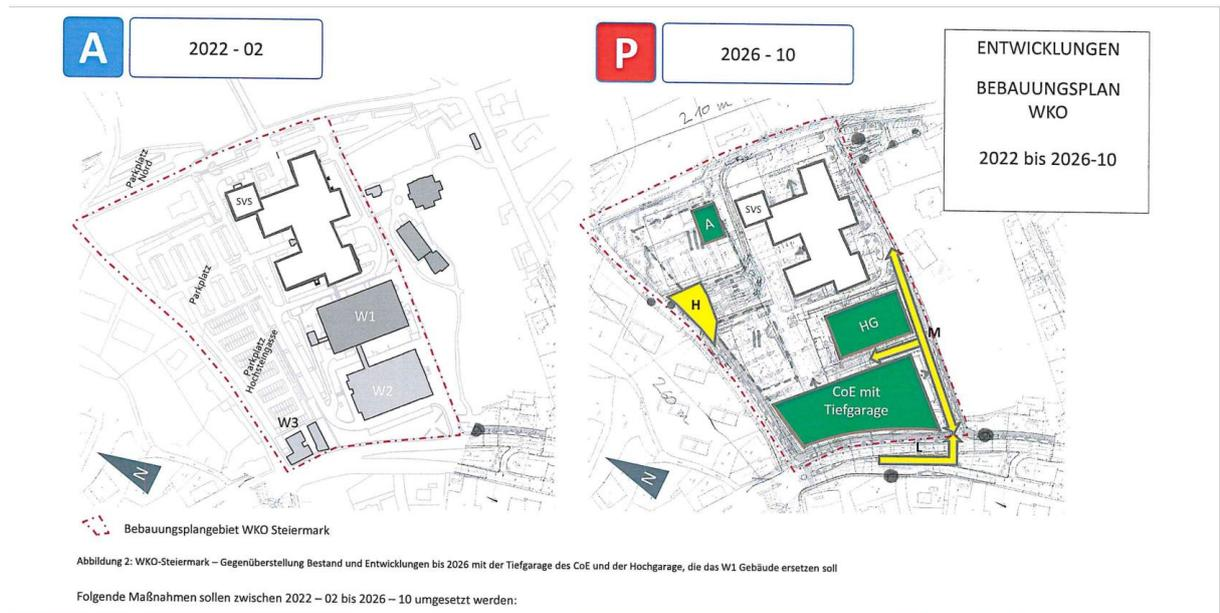 A
2022 - 02
P
2026 - 10
ENTWICKLUNGEN
BEBAUUNGSPLAN
WKO
2022 bis 2026-10
Parkplatz
Nord
SVS
Parkplatz
Parkplatz
Hochsteingasse
W1
W2
W3
N
210 m
SVS
A
H
HG
M
CoE mit
Tiefgarage
L
260 m
N
Bebauungsplangebiet WKO Steiermark
Abbildung 2: WKO-Steiermark – Gegenüberstellung Bestand und Entwicklungen bis 2026 mit der Tiefgarage des CoE und der Hochgarage, die das W1 Gebäude ersetzen soll
Folgende Maßnahmen sollen zwischen 2022 – 02 bis 2026 – 10 umgesetzt werden: